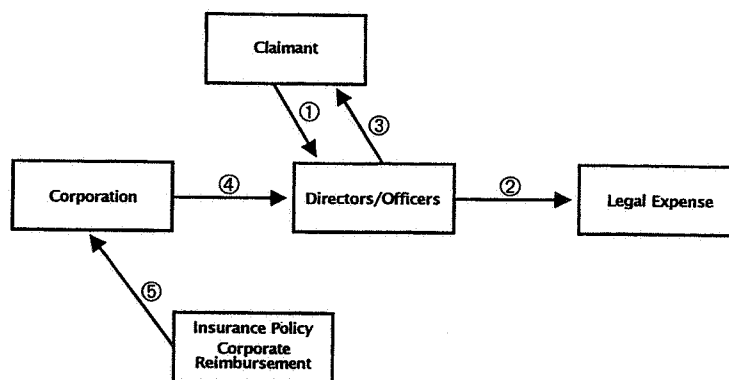 Claimant
①
③
Corporation
④
Directors/Officers
②
Legal Expense
⑤
Insurance Policy
Corporate
Reimbursement